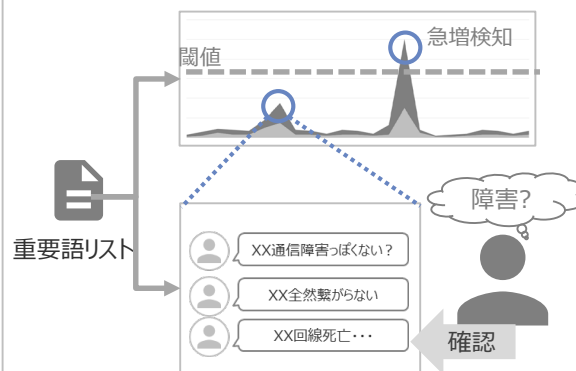 急増検知
閾値
障害?
重要語リスト
XX通信障害っぽくない?
XX全然繋がらない
XX回線死亡・・・
確認